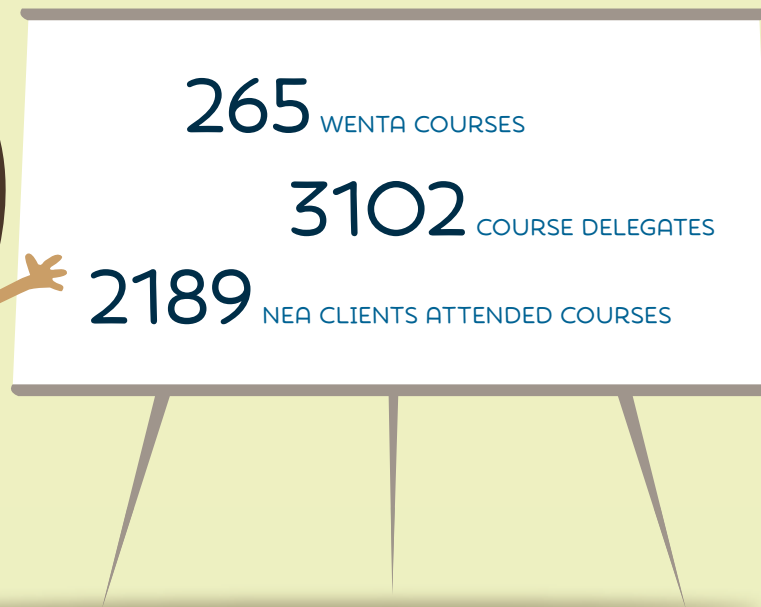 265 WENTA COURSES
3102 COURSE DELEGATES
2189 NEA CLIENTS ATTENDED COURSES